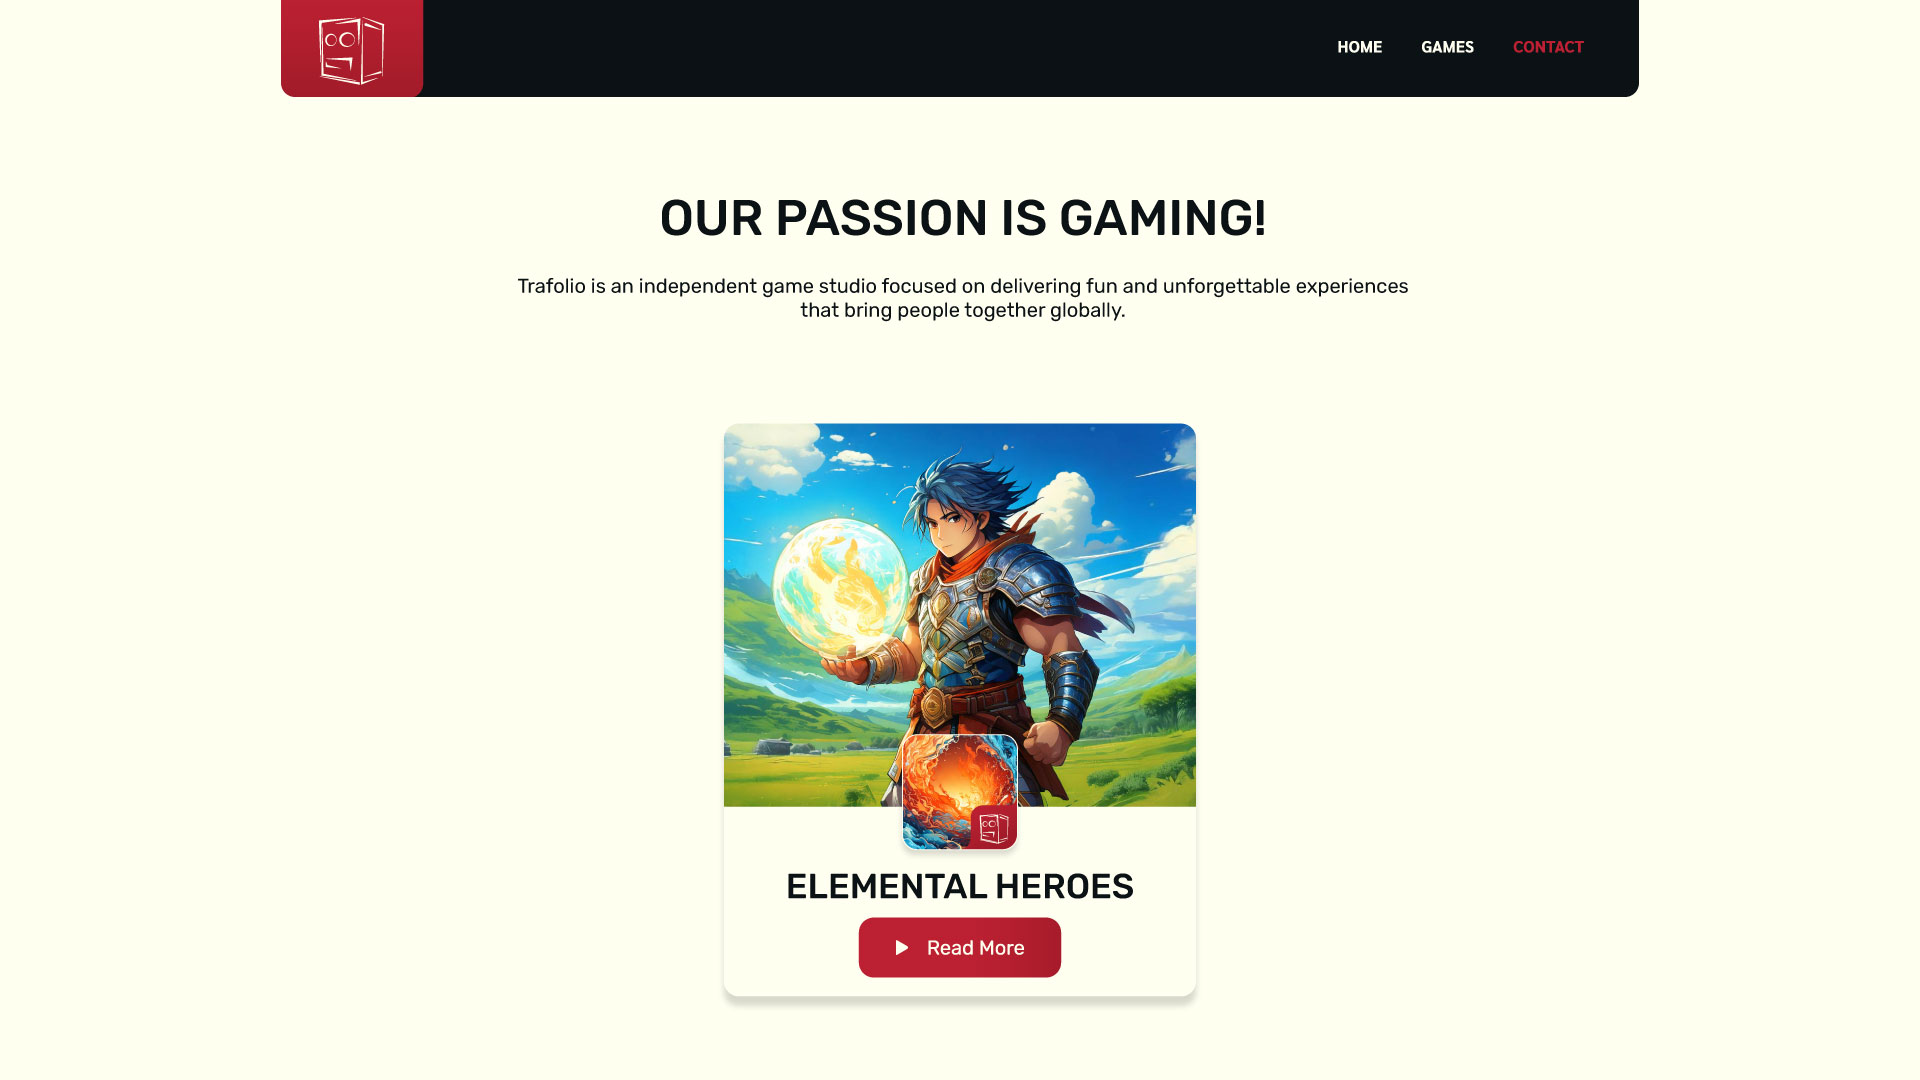 HOME GAMES CONTACT
OUR PASSION IS GAMING!
Trafolio is an independent game studio focused on delivering fun and unforgettable experiences
that bring people together globally.
ELEMENTAL HEROES
Read More